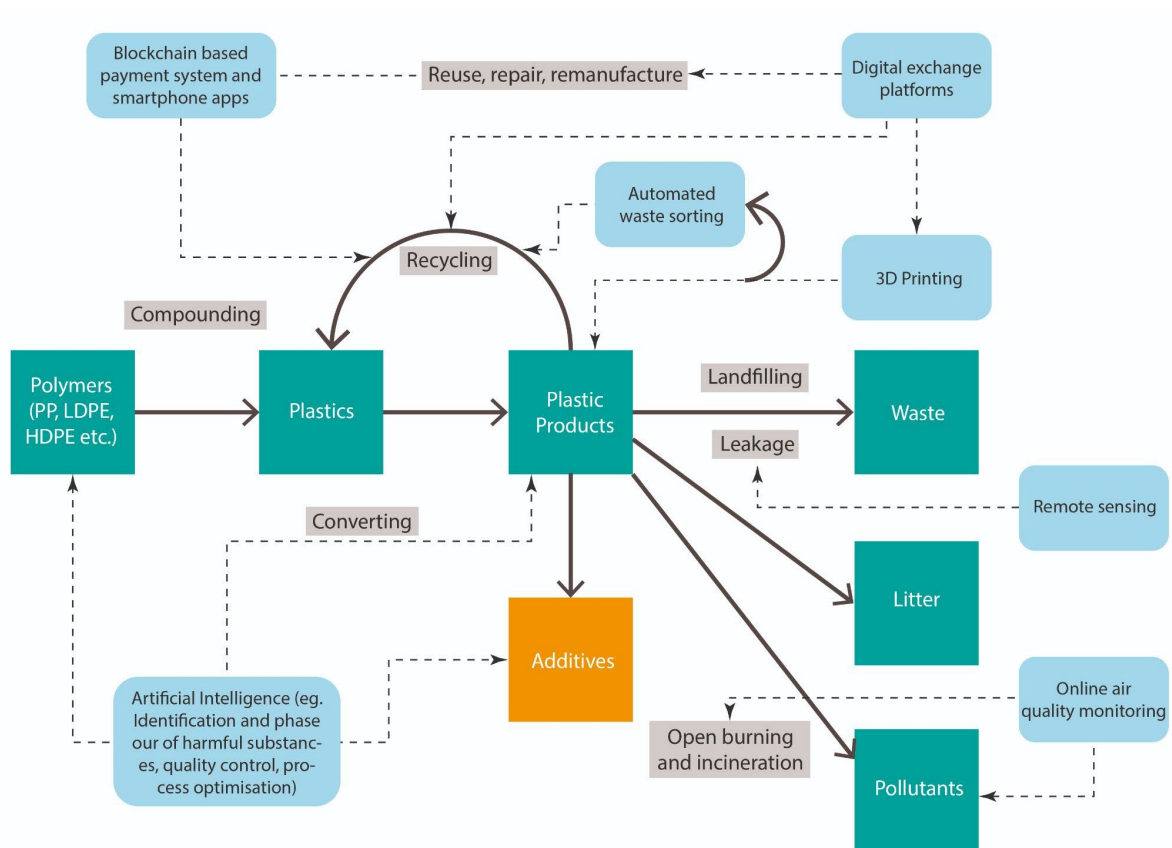 Blockchain based
payment system and
smartphone apps
Reuse, repair, remanufacture
Digital exchange
platforms
Automated
waste sorting
Recycling
3D Printing
Compounding
Polymers
(PP, LDPE,
HDPE etc.)
Plastics
Plastic
Products
Landfilling
Waste
Leakage
Remote sensing
Converting
Litter
Additives
Artificial Intelligence (eg.
Identification and phase
our of harmful substanc-
es, quality control, pro-
cess optimisation)
Online air
quality monitoring
Open burning
and incineration
Pollutants